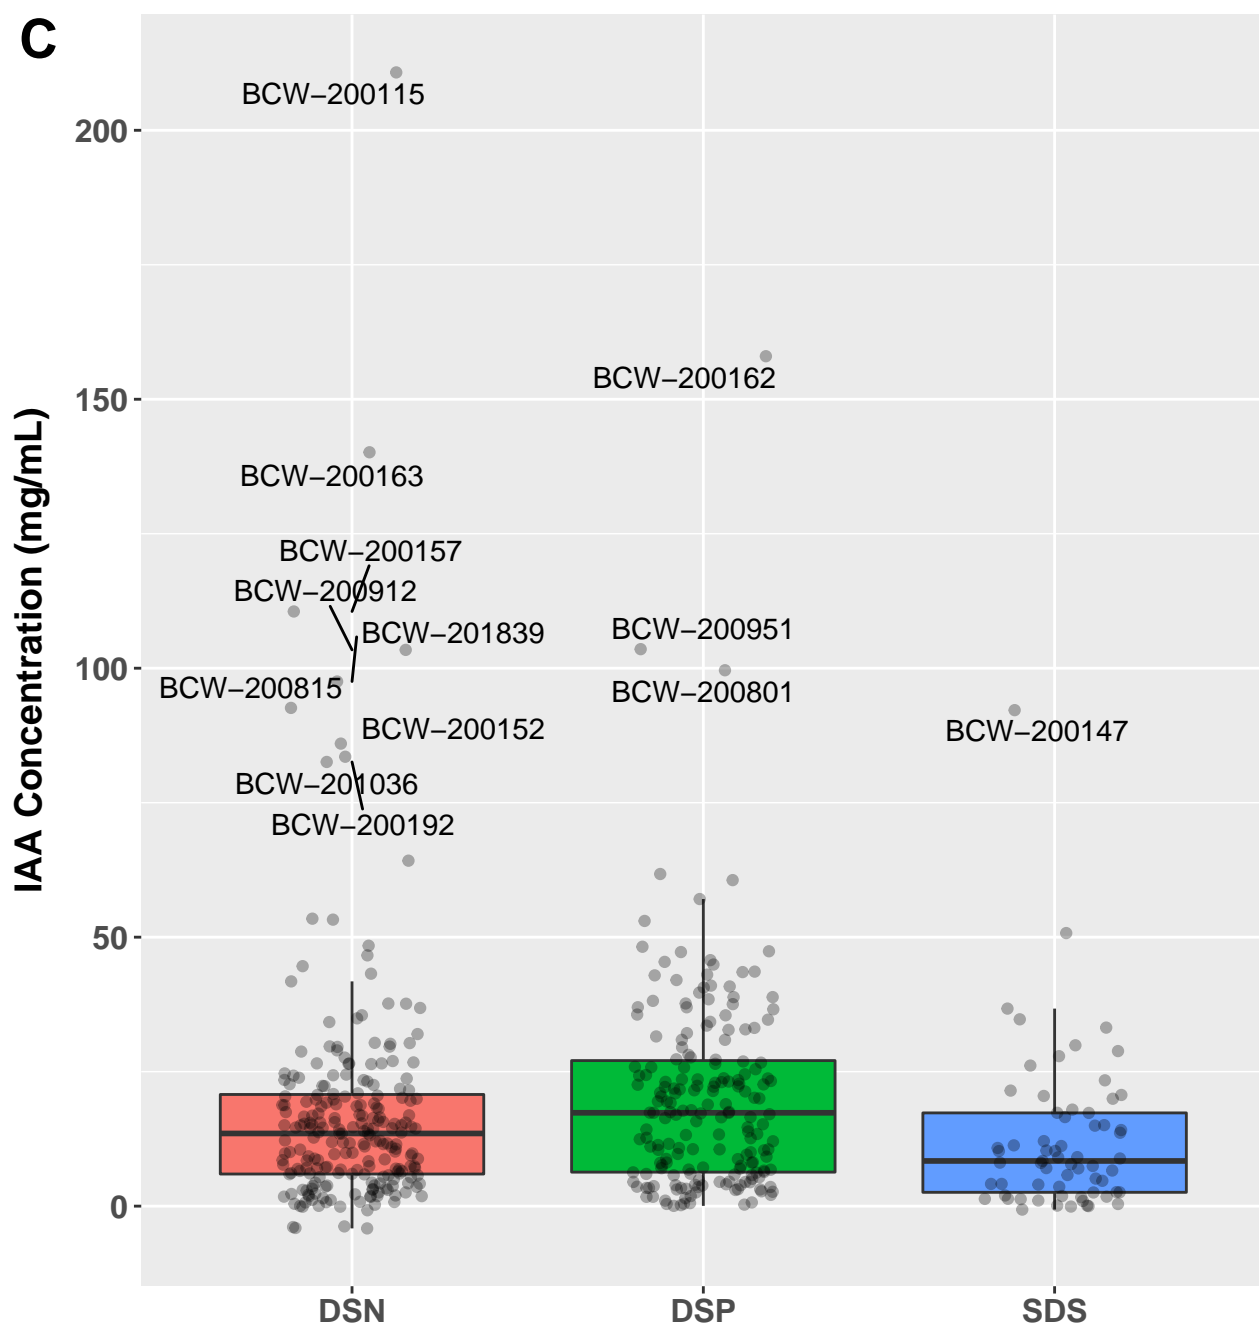 C
BCW–200115
200
BCW–200162
150
BCW–200163
BCW–200157
BCW–200912
BCW–201839
BCW–200951
100
BCW–200815
BCW–200801
BCW–200152
BCW–200147
BCW–201036
BCW–200192
50
0
IAA Concentration (mg/mL)
DSN DSP SDS